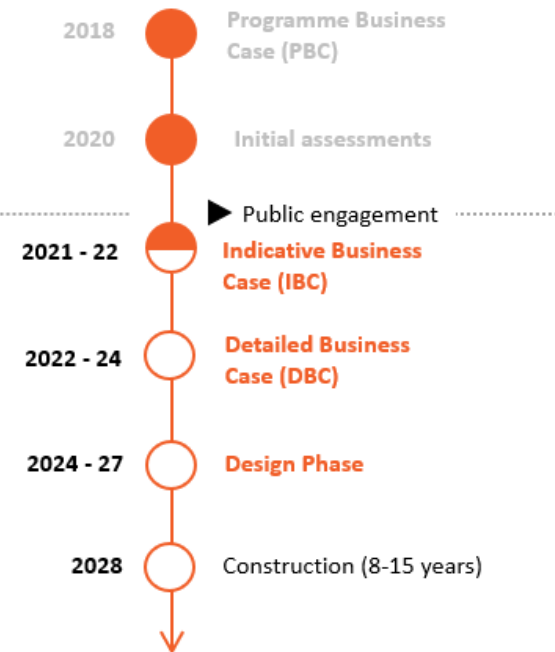 2018
Programme Business
Case (PBC)
2020
Initial assessments
Public engagement
2021 - 22
Indicative Business
Case (IBC)
2022 - 24
Detailed Business
Case (DBC)
2024 - 27
Design Phase
2028
Construction (8-15 years)